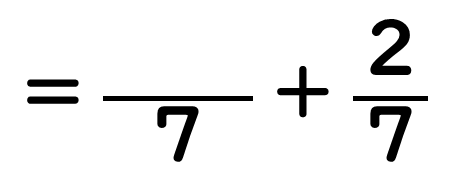 = /7 + 2/7